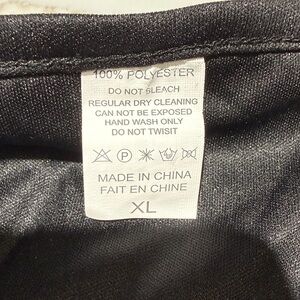 100% POLYESTER
DO NOT BLEACH
REGULAR DRY CLEANING
CAN NOT BE EXPOSED
HAND WASH ONLY
DO NOT TWISIT
P
MADE IN CHINA
FAIT EN CHINE
XL